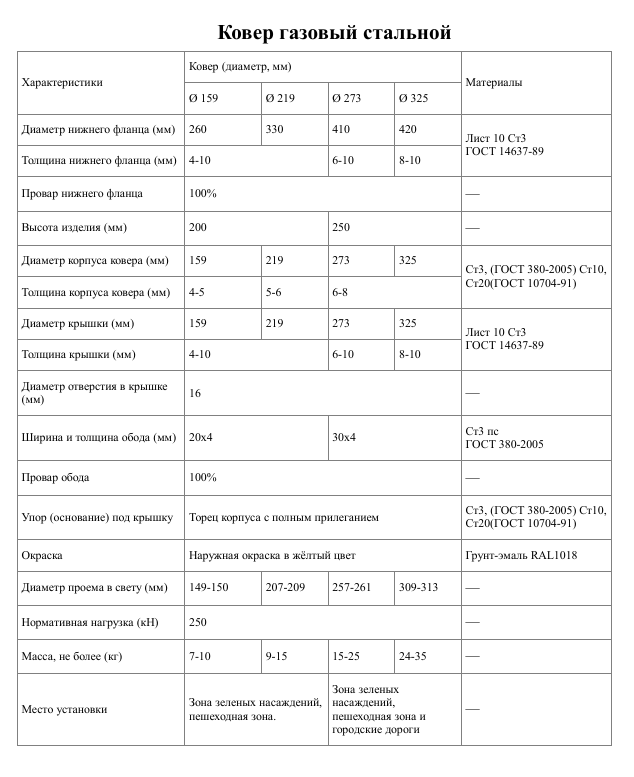 Ковер газовый стальной
Характеристики
Ковер (диаметр, мм)
Материалы
Ø 159
Ø 219
Ø 273
Ø 325
Диаметр нижнего фланца (мм)
260
330
410
420
Лист 10 Ст3
ГОСТ 14637-89
Толщина нижнего фланца (мм)
4-10
6-10
8-10
Провар нижнего фланца
100%
—
Высота изделия (мм)
200
250
—
Диаметр корпуса ковера (мм)
159
219
273
325
Ст3, (ГОСТ 380-2005) Ст10,
Ст20(ГОСТ 10704-91)
Толщина корпуса ковера (мм)
4-5
5-6
6-8
Диаметр крышки (мм)
159
219
273
325
Лист 10 Ст3
ГОСТ 14637-89
Толщина крышки (мм)
4-10
6-10
8-10
Диаметр отверстия в крышке
(мм)
16
—
Ширина и толщина обода (мм)
20х4
30х4
Ст3 пс
ГОСТ 380-2005
Провар обода
100%
—
Упор (основание) под крышку
Торец корпуса с полным прилеганием
Ст3, (ГОСТ 380-2005) Ст10,
Ст20(ГОСТ 10704-91)
Окраска
Наружная окраска в жёлтый цвет
Грунт-эмаль RAL1018
Диаметр проема в свету (мм)
149-150
207-209
257-261
309-313
—
Нормативная нагрузка (кН)
250
—
Масса, не более (кг)
7-10
9-15
15-25
24-35
—
Место установки
Зона зеленых насаждений,
пешеходная зона.
Зона зеленых
насаждений,
пешеходная зона и
городские дороги
—